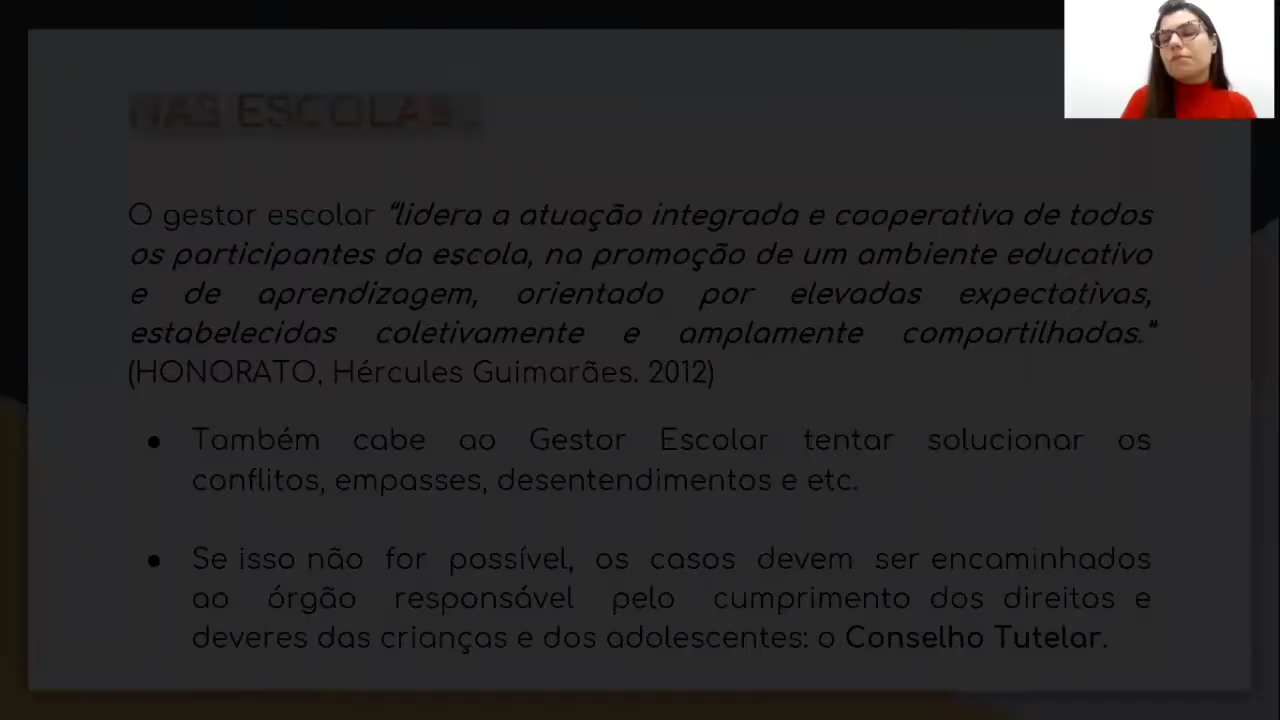 NAS ESCOLAS...
O gestor escolar “lidera a atuação integrada e cooperativa de todos
os participantes da escola, na promoção de um ambiente educativo
e de aprendizagem, orientado por elevadas expectativas,
estabelecidas coletivamente e amplamente compartilhadas.”
(HONORATO, Hércules Guimarães. 2012)
● Também cabe ao Gestor Escolar tentar solucionar os
conflitos, empasses, desentendimentos e etc.
● Se isso não for possível, os casos devem ser encaminhados
ao órgão responsável pelo cumprimento dos direitos e
deveres das crianças e dos adolescentes: o Conselho Tutelar.